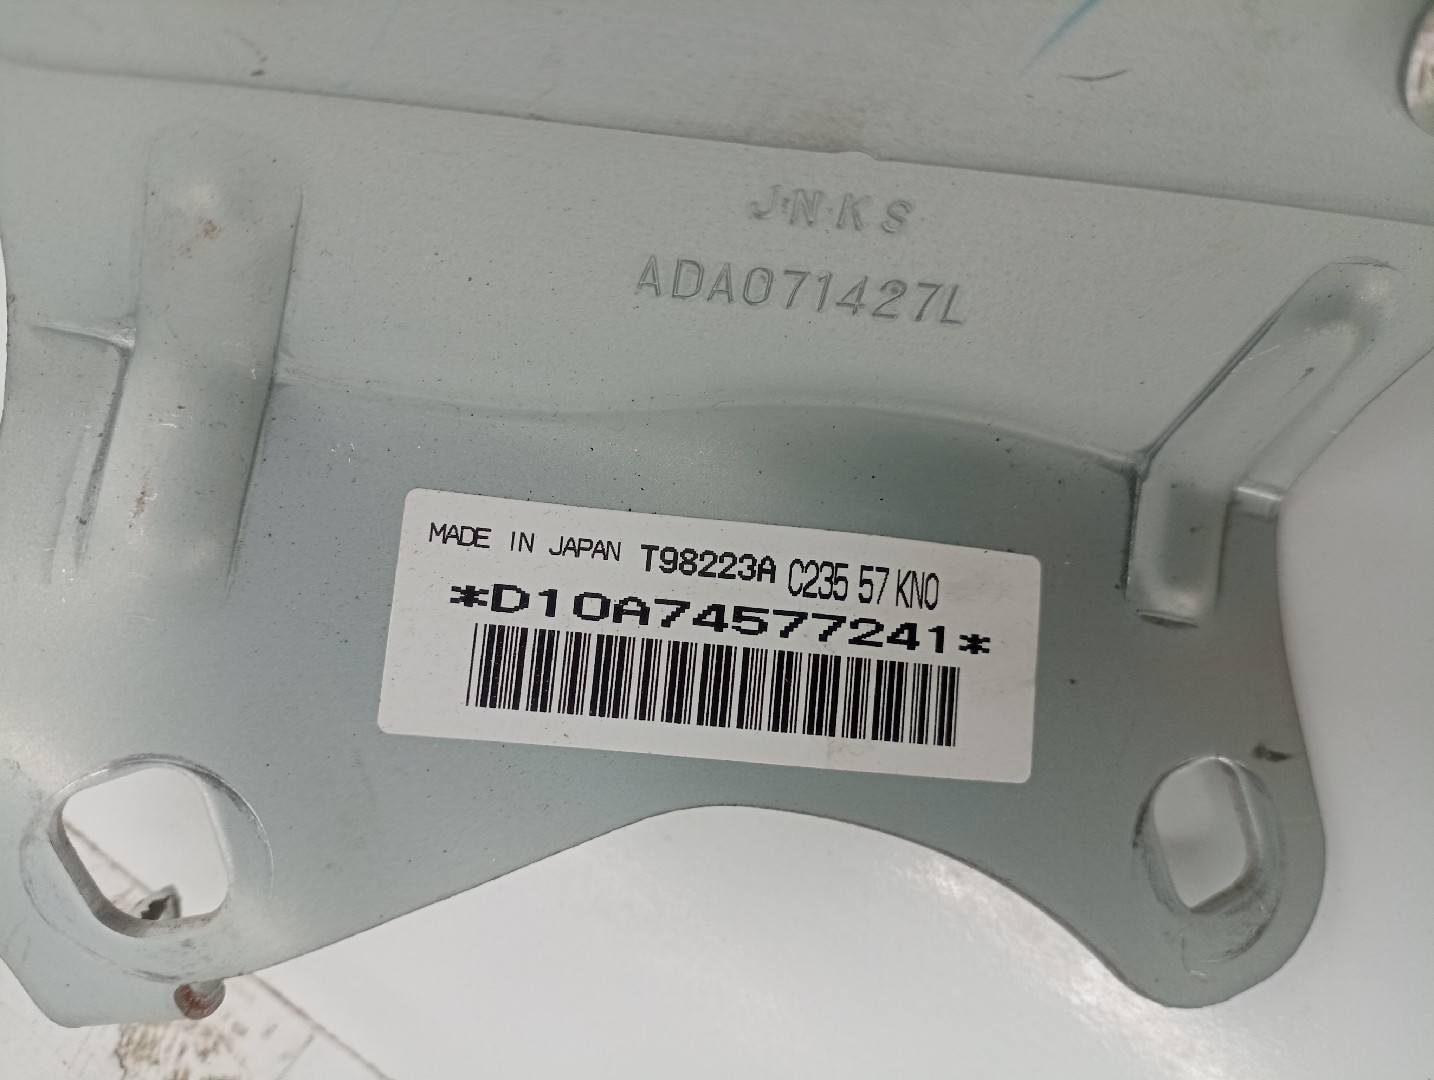 JNKS
ADA071427L
MADE IN JAPAN T98223A C235 57 KN0
*D10A74577241*